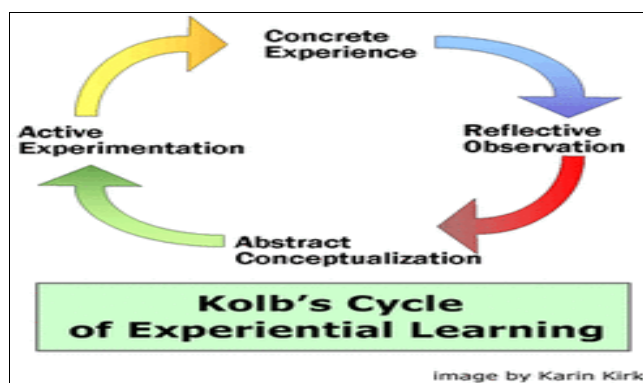 Concrete
Experience
Reflective
Observation
Abstract
Conceptualization
Active
Experimentation
Kolb's Cycle
of Experiential Learning
image by Karin Kirk